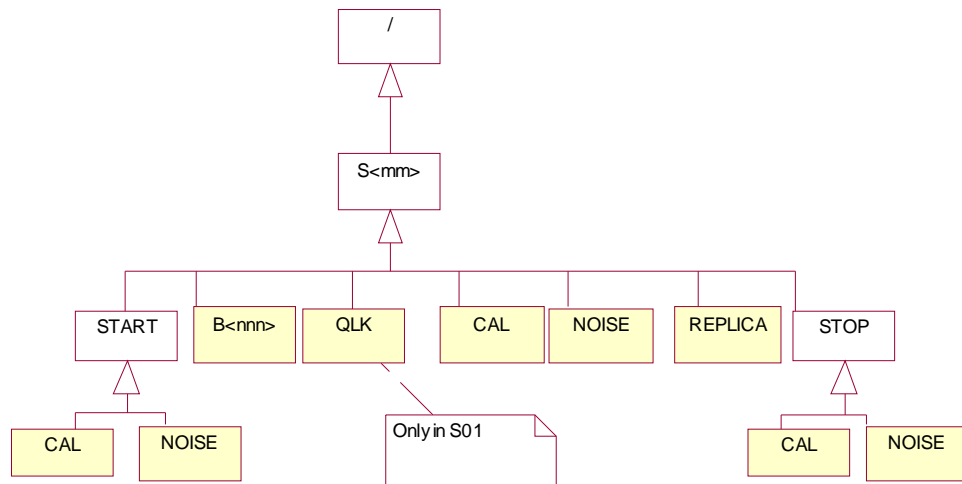 /
S<mm>
START
B<nnn>
QLK
CAL
NOISE
REPLICA
STOP
CAL
NOISE
Only in S01
CAL
NOISE